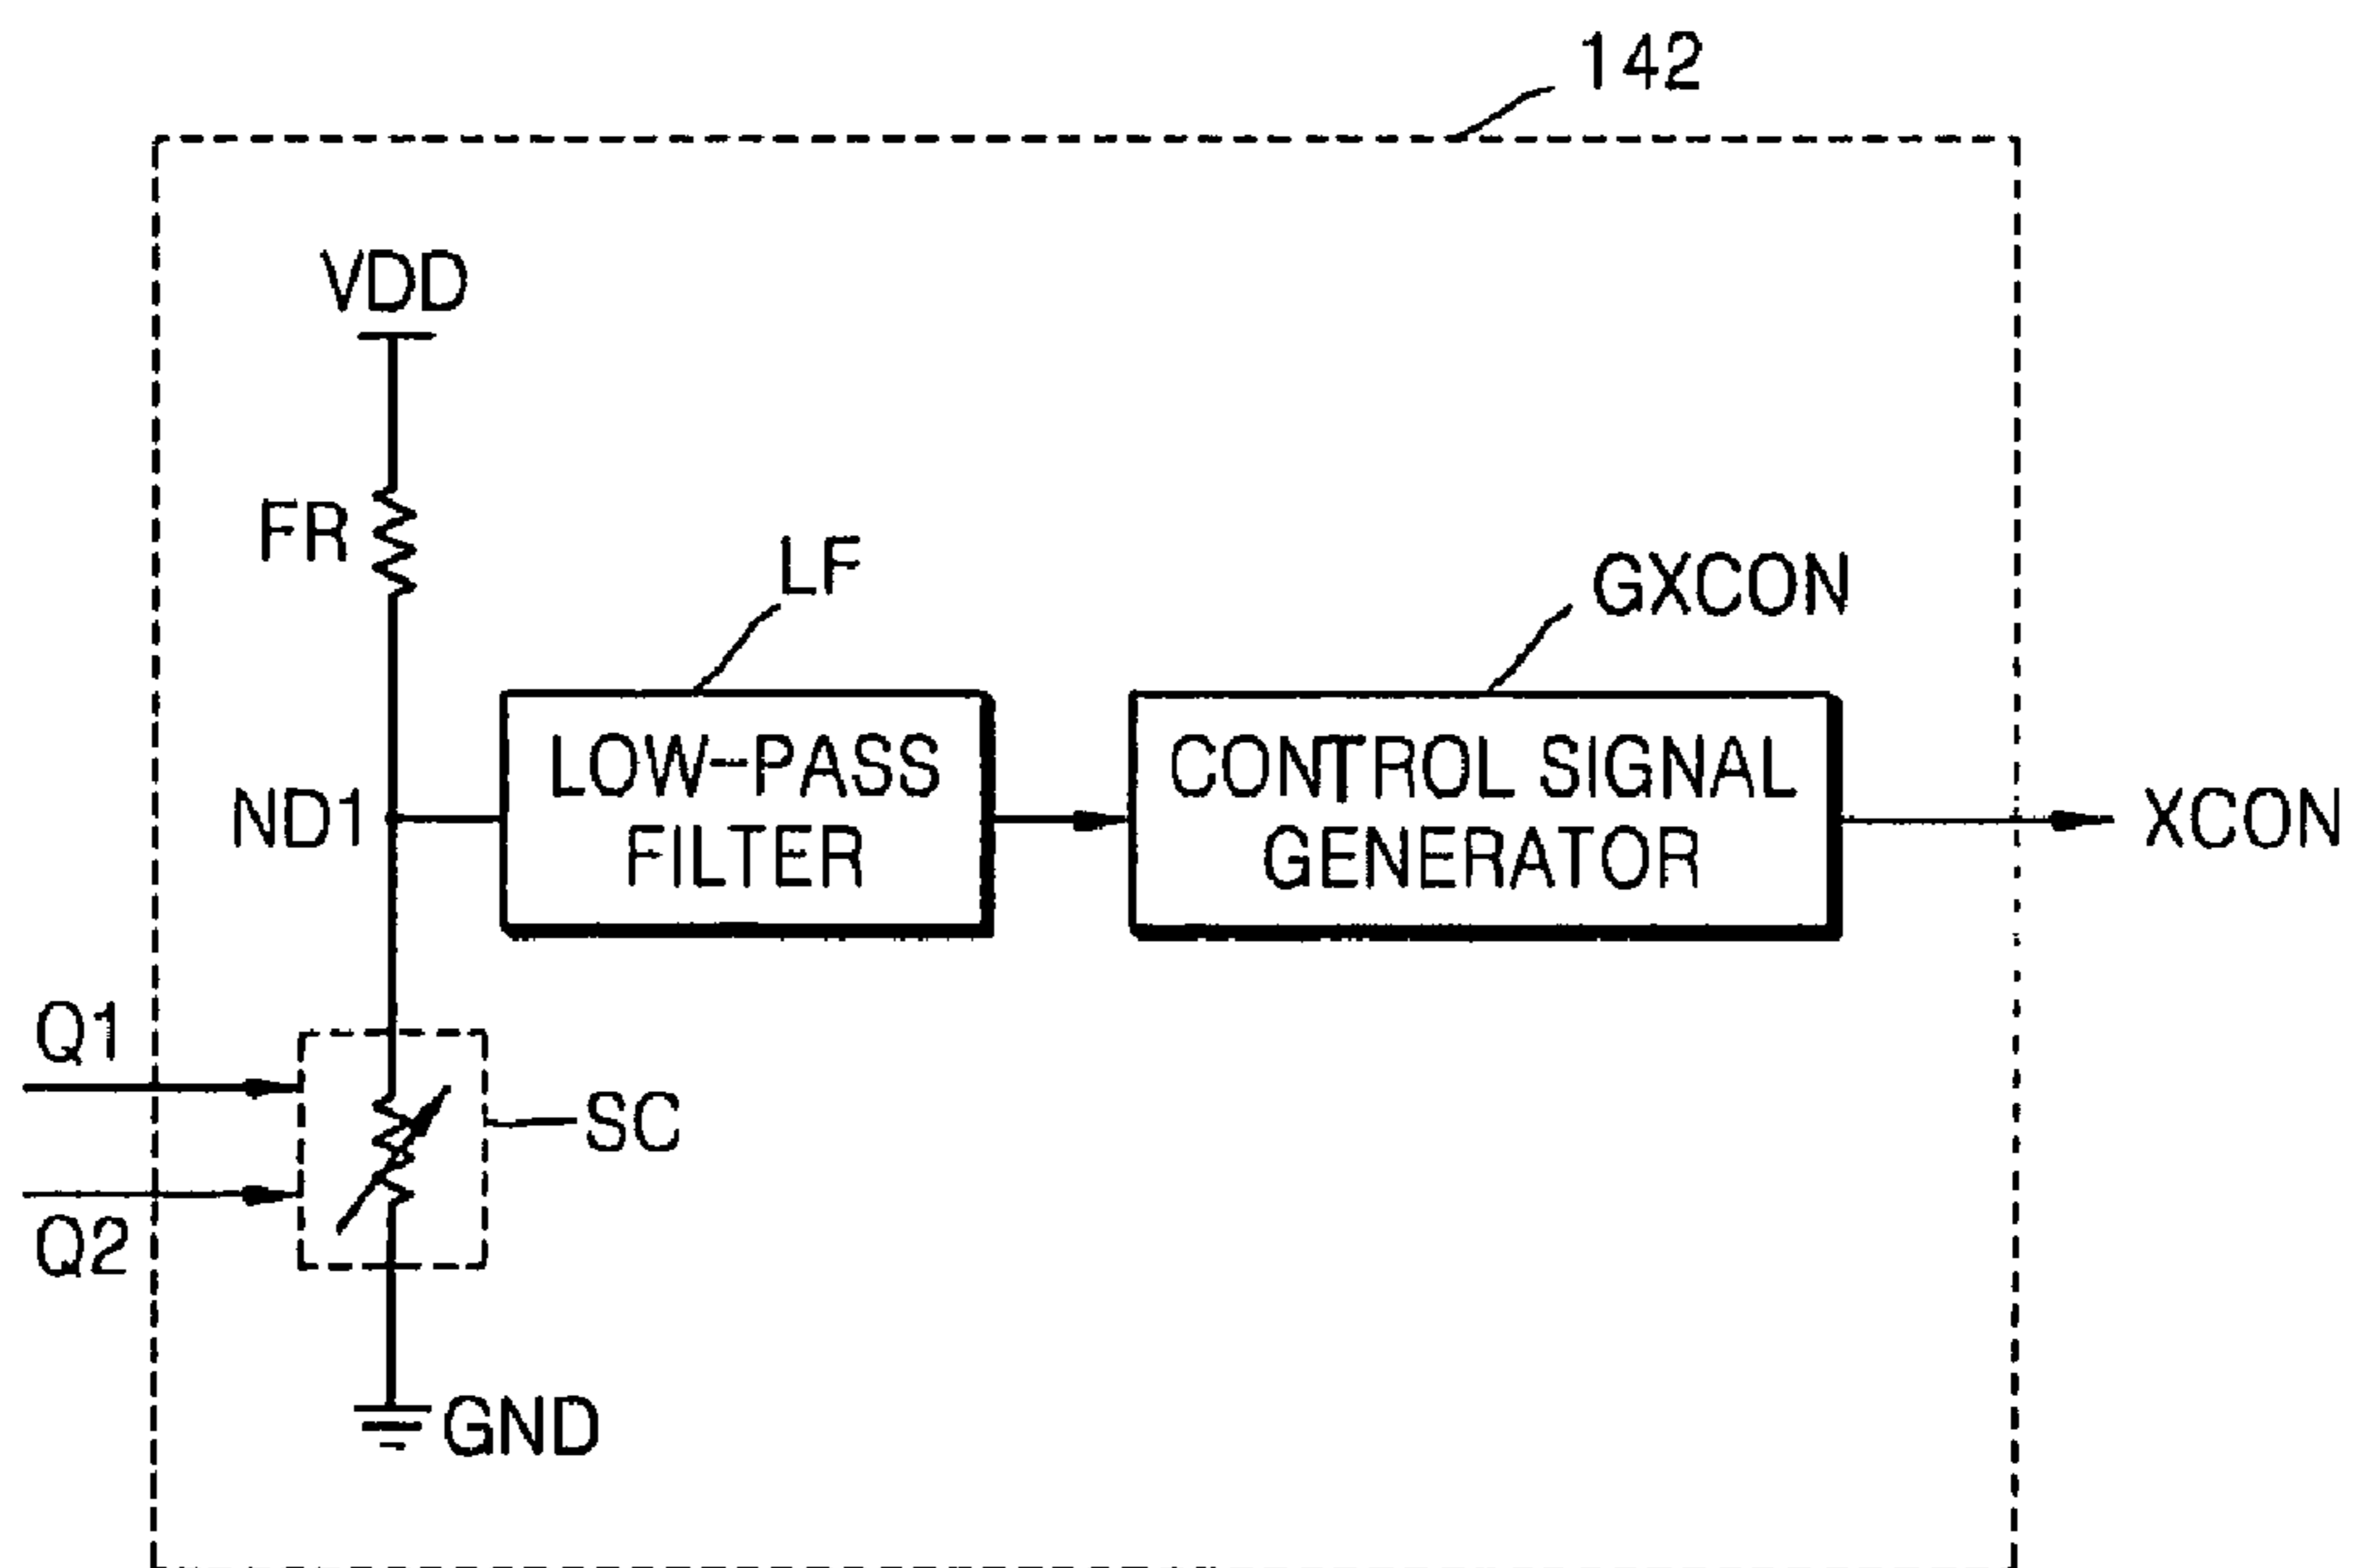 142
VDD
FR
LF
GXCON
LOW-PASS
FILTER
CONTROL SIGNAL
GENERATOR
ND1
XCON
Q1
SC
Q2
GND